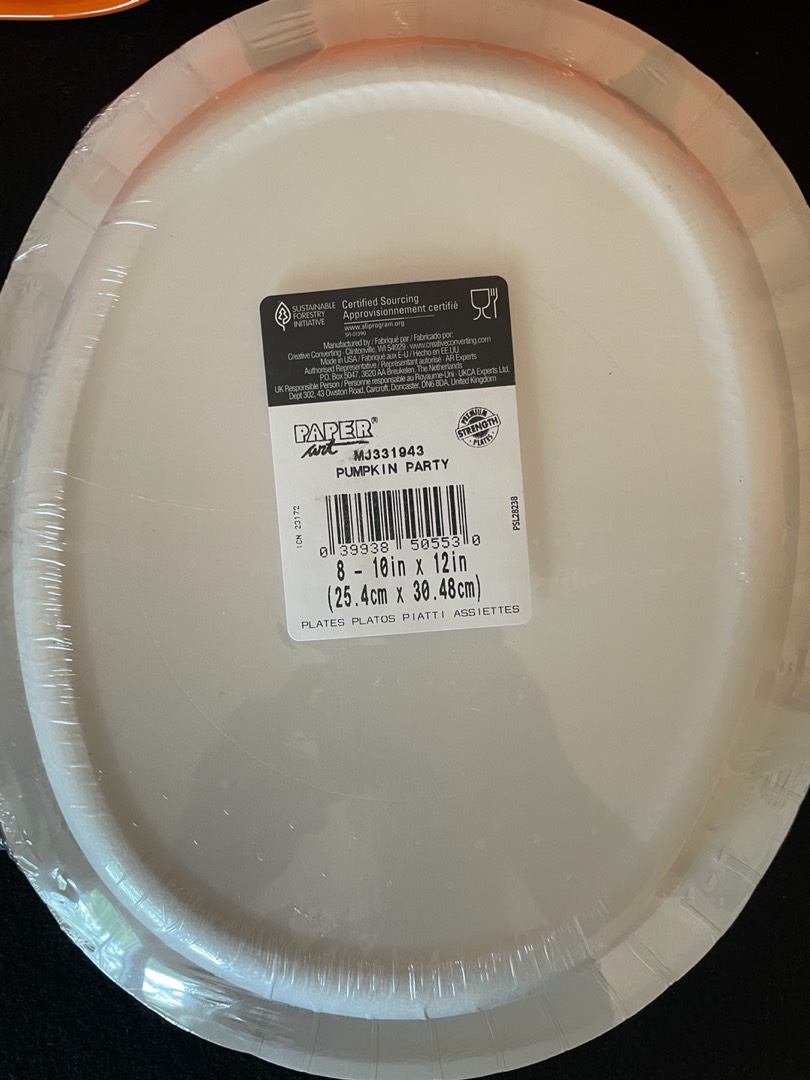 SUSTAINABLE
FORESTRY
INITIATIVE
Certified Sourcing
Approvisionnement certifié
www.sfiprogram.org
SFI-01390
Manufactured by / Fabriqué par / Fabricado por:
Creative Converting · Clintonville, WI 54929 · www.creativeconverting.com
Made in USA / Fabriqué aux E-U / Hecho en EE UU
Authorised Representative / Représentant autorisé · AR Experts
P.O. Box 5047, 3620 AA Breukelen, The Netherlands
UK Responsible Person / Personne responsable au Royaume-Uni · UKCA Experts Ltd.
Dept 302, 43 Owston Road, Carcroft, Doncaster, DN6 8DA, United Kingdom
PAPER®
art
PREMIUM
STRENGTH
PLATES
MJ331943
PUMPKIN PARTY
ICN 23172
PSL28238
0 39938 50553 0
8 - 10in x 12in
(25.4cm x 30.48cm)
PLATES PLATOS PIATTI ASSIETTES